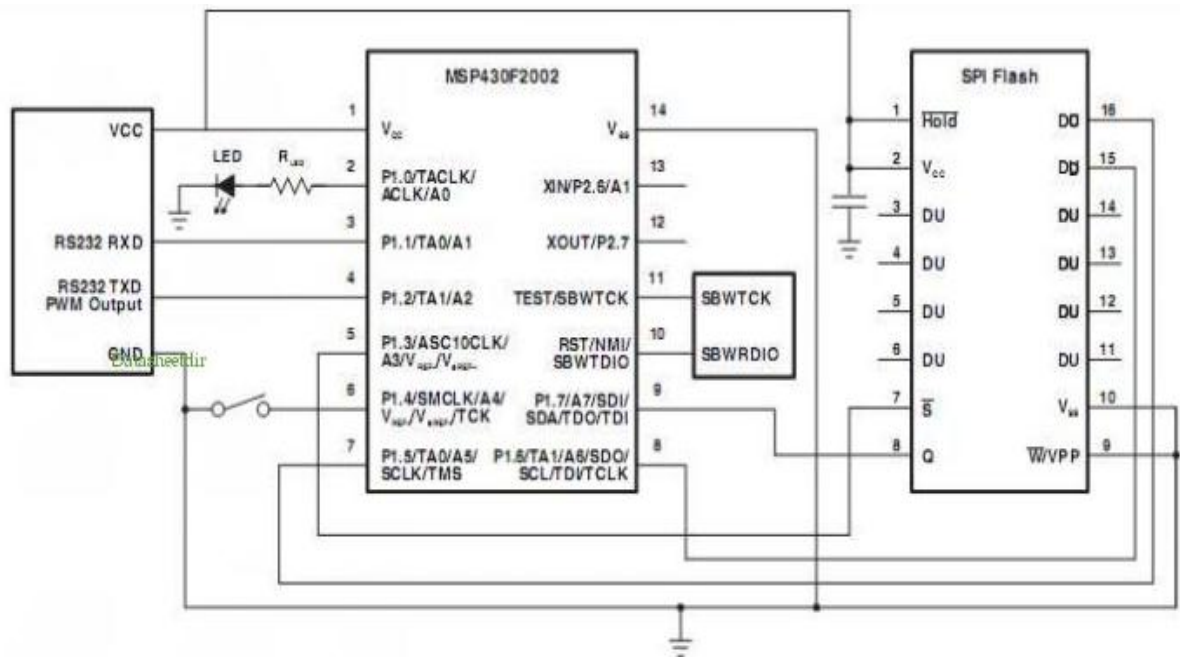 VCC
RS232 RXD
RS232 TXD
PWM Output
GND
Datasheetdir
LED
R
MSP430F2002
1
2
3
4
5
6
7
V
P1.0/TACLK/
ACLK/A0
P1.1/TA0/A1
P1.2/TA1/A2
P1.3/ASC10CLK/
A3/V
P1.4/SMCLK/A4/
/TCK
P1.5/TA0/A5/
SCLK/TMS
14
13
12
11
10
9
8
V
XIN/P2.6/A1
XOUT/P2.7
TEST/SBWTCK
RST/NMI/
SBWTDIO
P1.7/A7/SDI/
SDA/TDO/TDI
P1.6/TA1/A6/SDO/
SCL/TDI/TCLK
SBWTCK
SBWRDIO
SPI Flash
1
2
3
4
5
6
7
8
Hold
Vcc
DU
DU
DU
DU
S
Q
16
15
14
13
12
11
10
9
DU
DU
DU
DU
V
W/VPP